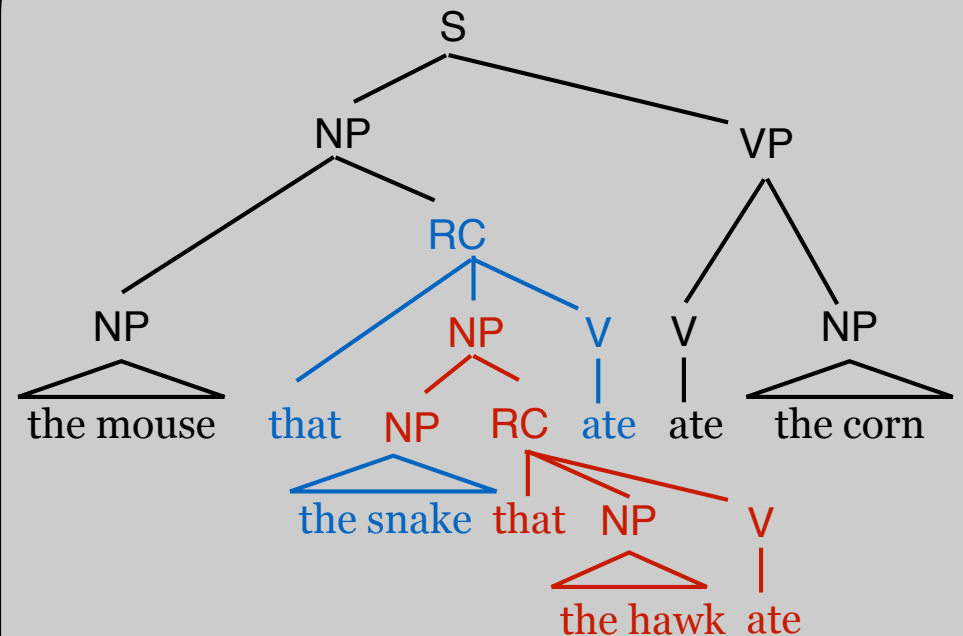 S
NP VP
RC
NP NP V V NP
the mouse that NP RC ate ate the corn
the snake that NP V
the hawk ate